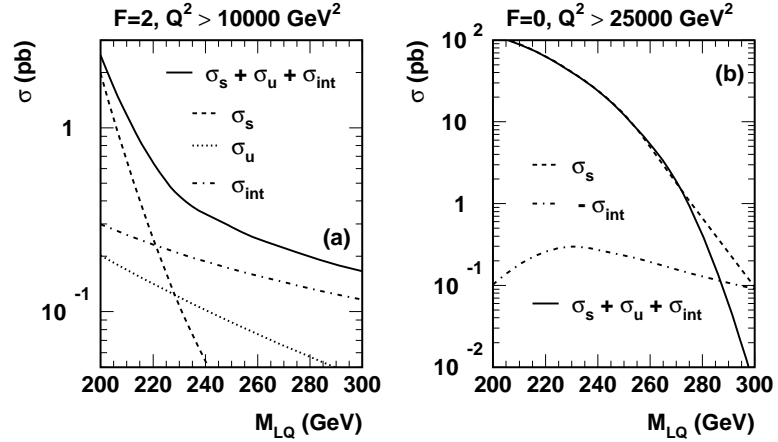 F=2, Q² > 10000 GeV²
σ (pb)
1
10⁻¹
σₛ + σᵤ + σᵢₙₜ
σₛ
σᵤ
σᵢₙₜ
(a)
200 220 240 260 280 300
M_LQ (GeV)
F=0, Q² > 25000 GeV²
σ (pb)
10²
10
1
10⁻¹
10⁻²
(b)
σₛ
- σᵢₙₜ
σₛ + σᵤ + σᵢₙₜ
200 220 240 260 280 300
M_LQ (GeV)